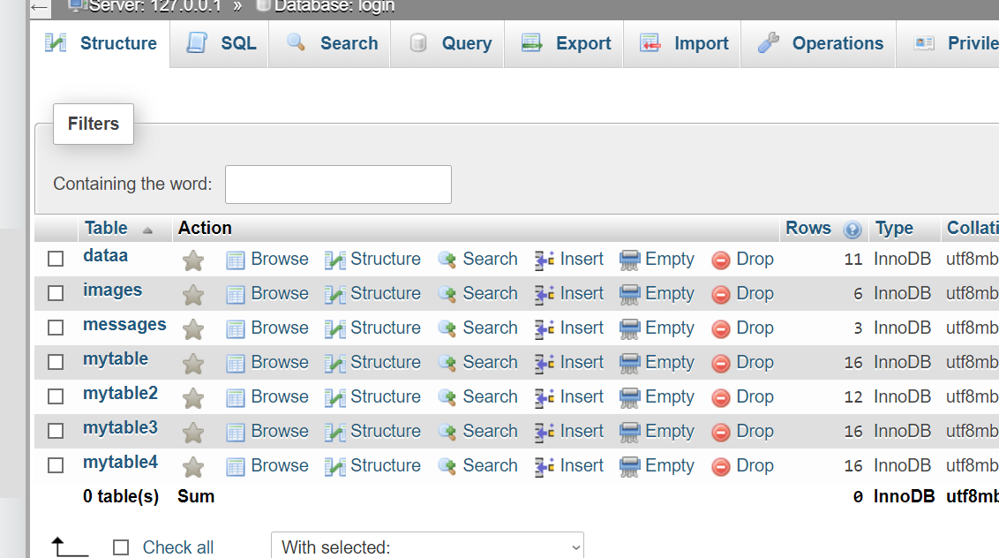 Server: 127.0.0.1 » Database: login
Structure SQL Search Query Export Import Operations Privile
Filters
Containing the word:
Table Action Rows Type Collati
dataa Browse Structure Search Insert Empty Drop 11 InnoDB utf8mb
images Browse Structure Search Insert Empty Drop 6 InnoDB utf8mb
messages Browse Structure Search Insert Empty Drop 3 InnoDB utf8mb
mytable Browse Structure Search Insert Empty Drop 16 InnoDB utf8mb
mytable2 Browse Structure Search Insert Empty Drop 12 InnoDB utf8mb
mytable3 Browse Structure Search Insert Empty Drop 16 InnoDB utf8mb
mytable4 Browse Structure Search Insert Empty Drop 16 InnoDB utf8mb
0 table(s) Sum 0 InnoDB utf8mb
Check all With selected: